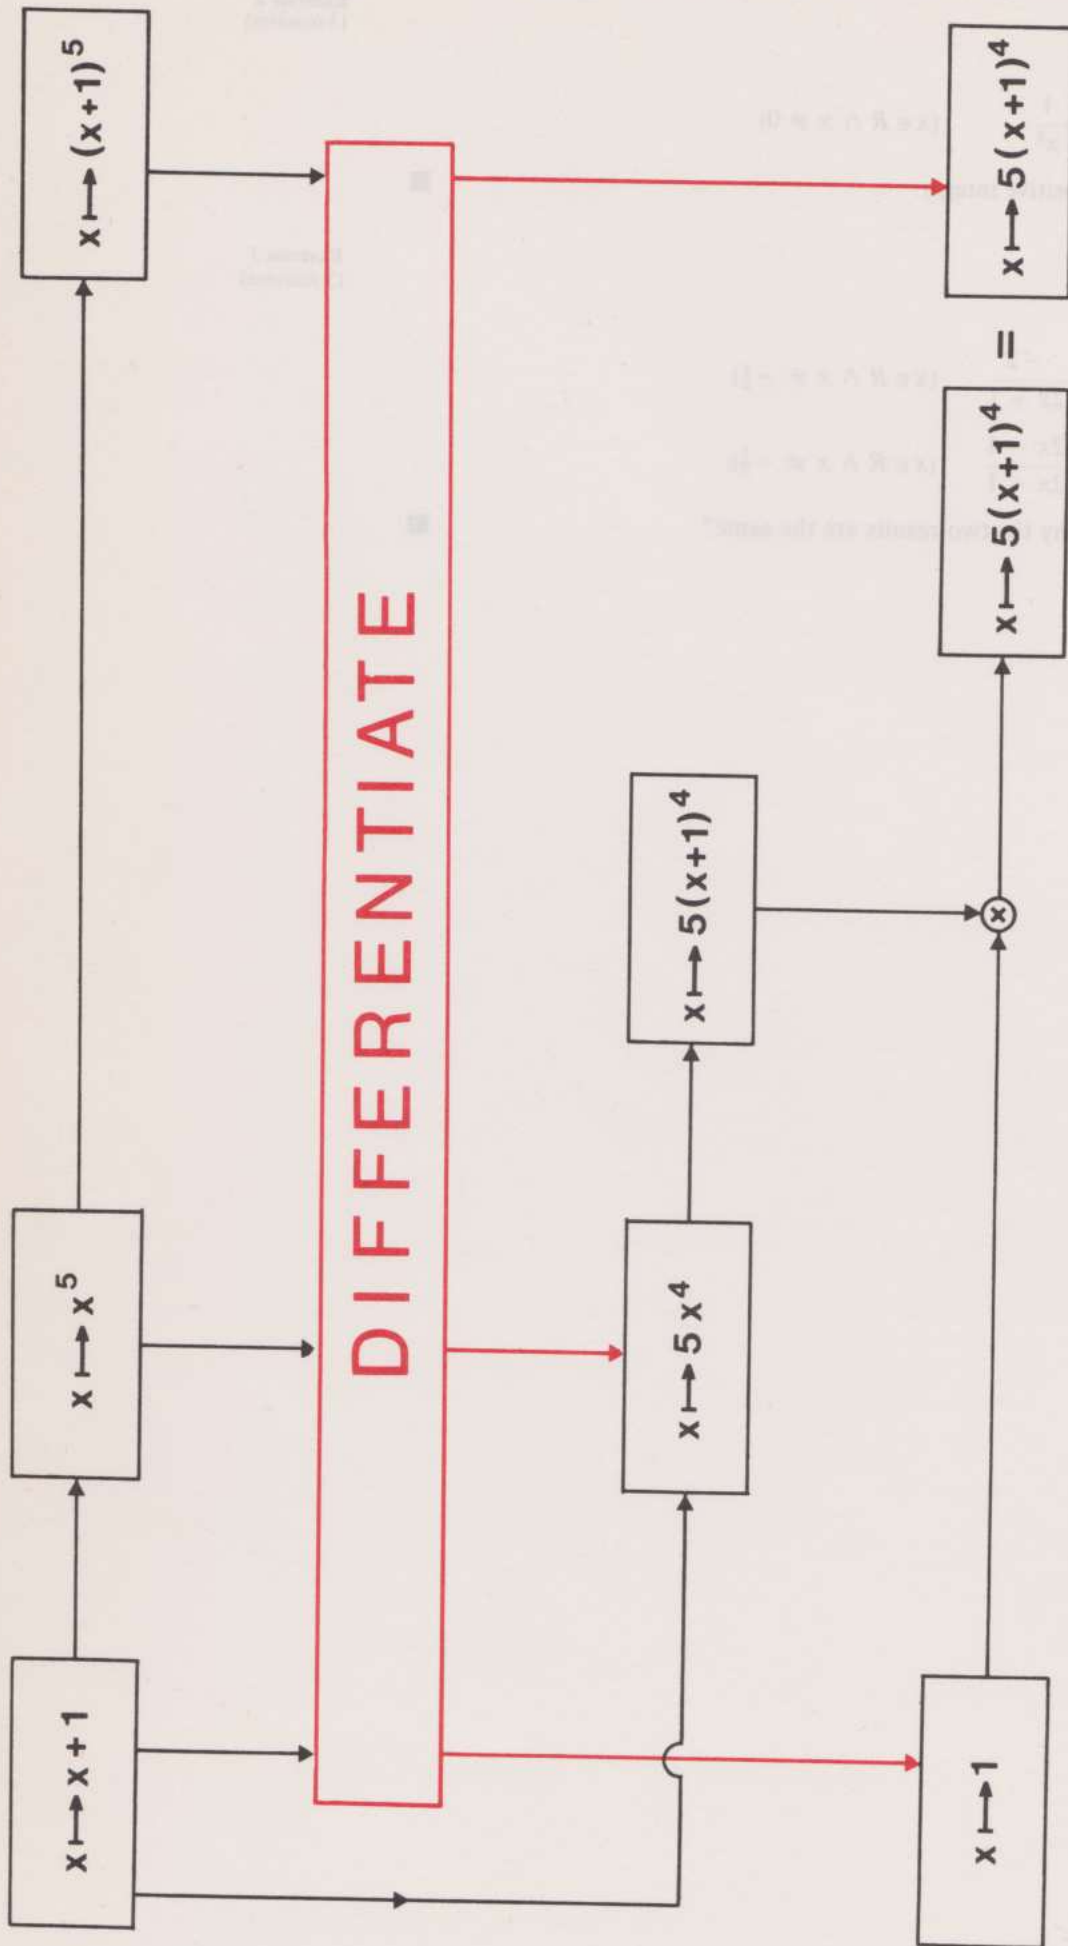 x ⟼ x + 1
x ⟼ x⁵
x ⟼ (x+1)⁵
DIFFERENTIATE
x ⟼ 5x⁴
x ⟼ 5(x+1)⁴
x ⟼ 1
×
x ⟼ 5(x+1)⁴
=
x ⟼ 5(x+1)⁴